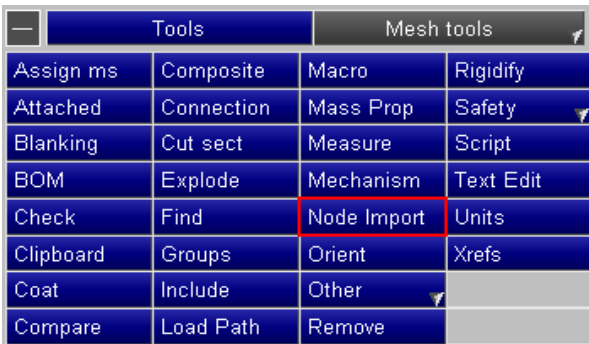 Tools Mesh tools
Assign ms Composite Macro Rigidify
Attached Connection Mass Prop Safety
Blanking Cut sect Measure Script
BOM Explode Mechanism Text Edit
Check Find Node Import Units
Clipboard Groups Orient Xrefs
Coat Include Other
Compare Load Path Remove